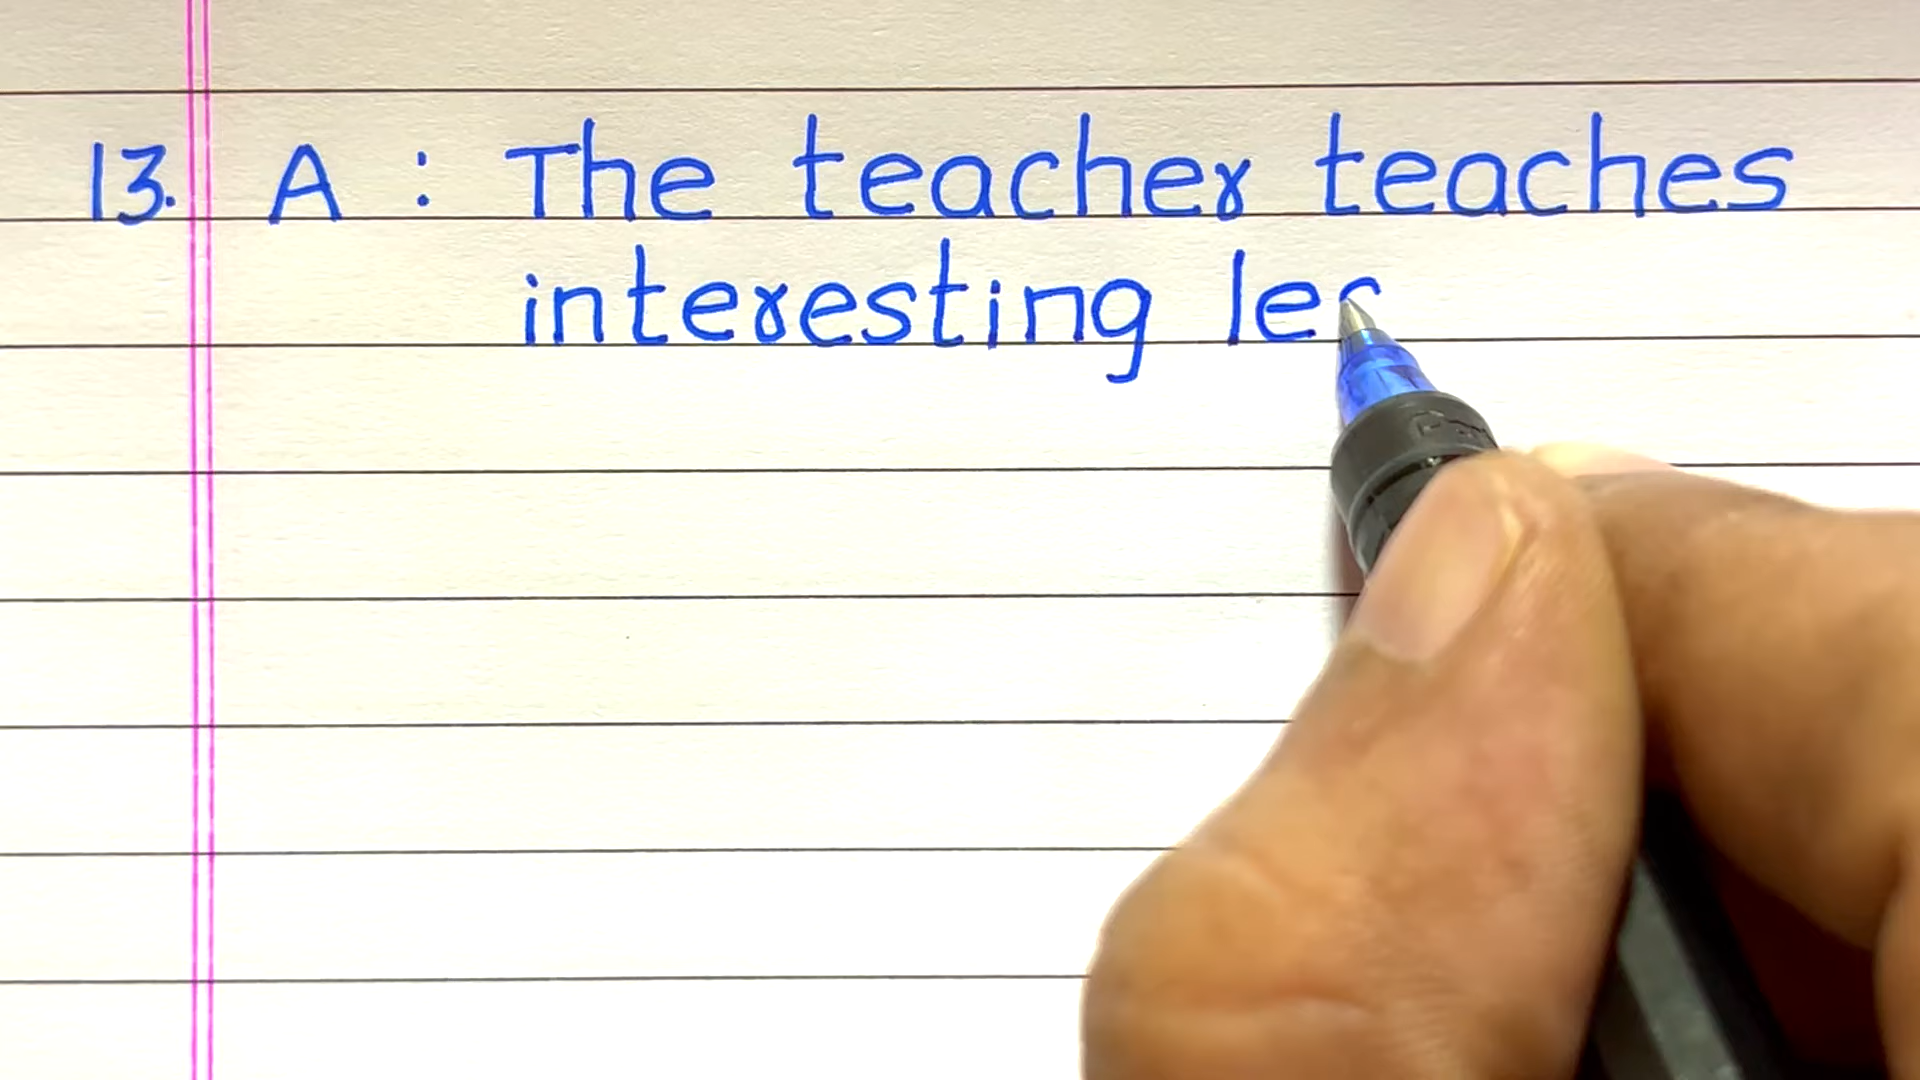 13. A : The teacher teaches
interesting les